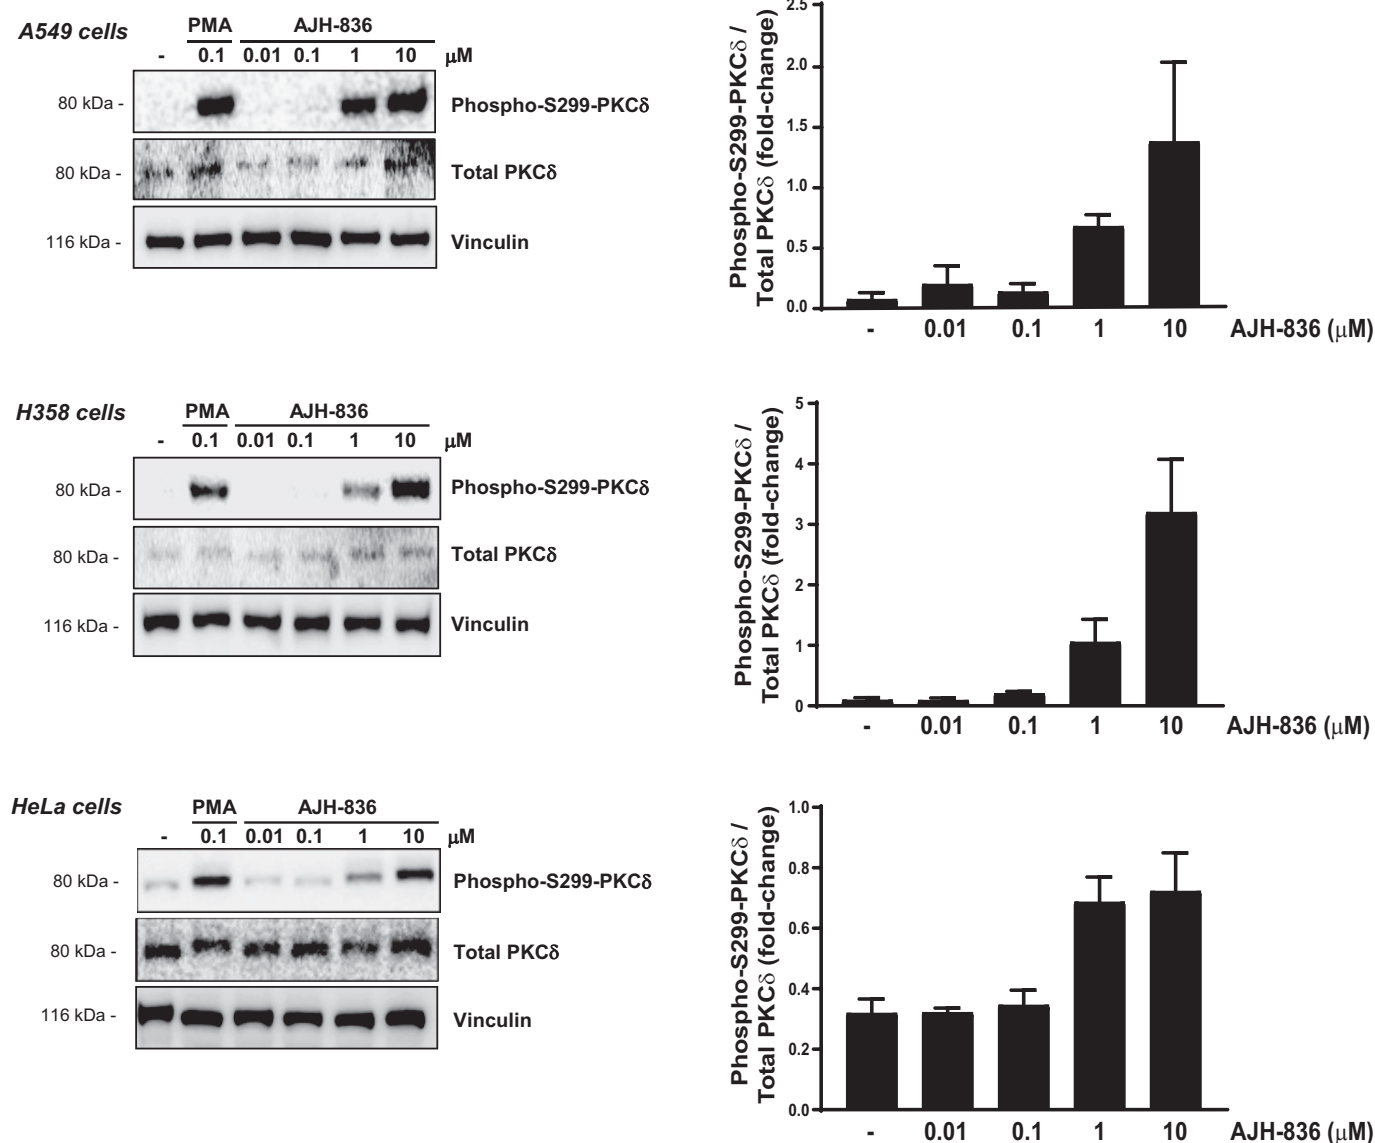 A549 cells
PMA AJH-836
- 0.1 0.01 0.1 1 10 μM
80 kDa - Phospho-S299-PKCδ
80 kDa - Total PKCδ
116 kDa - Vinculin
Phospho-S299-PKCδ /
Total PKCδ (fold-change)
2.5
2.0
1.5
1.0
0.5
0.0
- 0.01 0.1 1 10 AJH-836 (μM)
H358 cells
PMA AJH-836
- 0.1 0.01 0.1 1 10 μM
80 kDa - Phospho-S299-PKCδ
80 kDa - Total PKCδ
116 kDa - Vinculin
Phospho-S299-PKCδ /
Total PKCδ (fold-change)
5
4
3
2
1
0
- 0.01 0.1 1 10 AJH-836 (μM)
HeLa cells
PMA AJH-836
- 0.1 0.01 0.1 1 10 μM
80 kDa - Phospho-S299-PKCδ
80 kDa - Total PKCδ
116 kDa - Vinculin
Phospho-S299-PKCδ /
Total PKCδ (fold-change)
1.0
0.8
0.6
0.4
0.2
0.0
- 0.01 0.1 1 10 AJH-836 (μM)